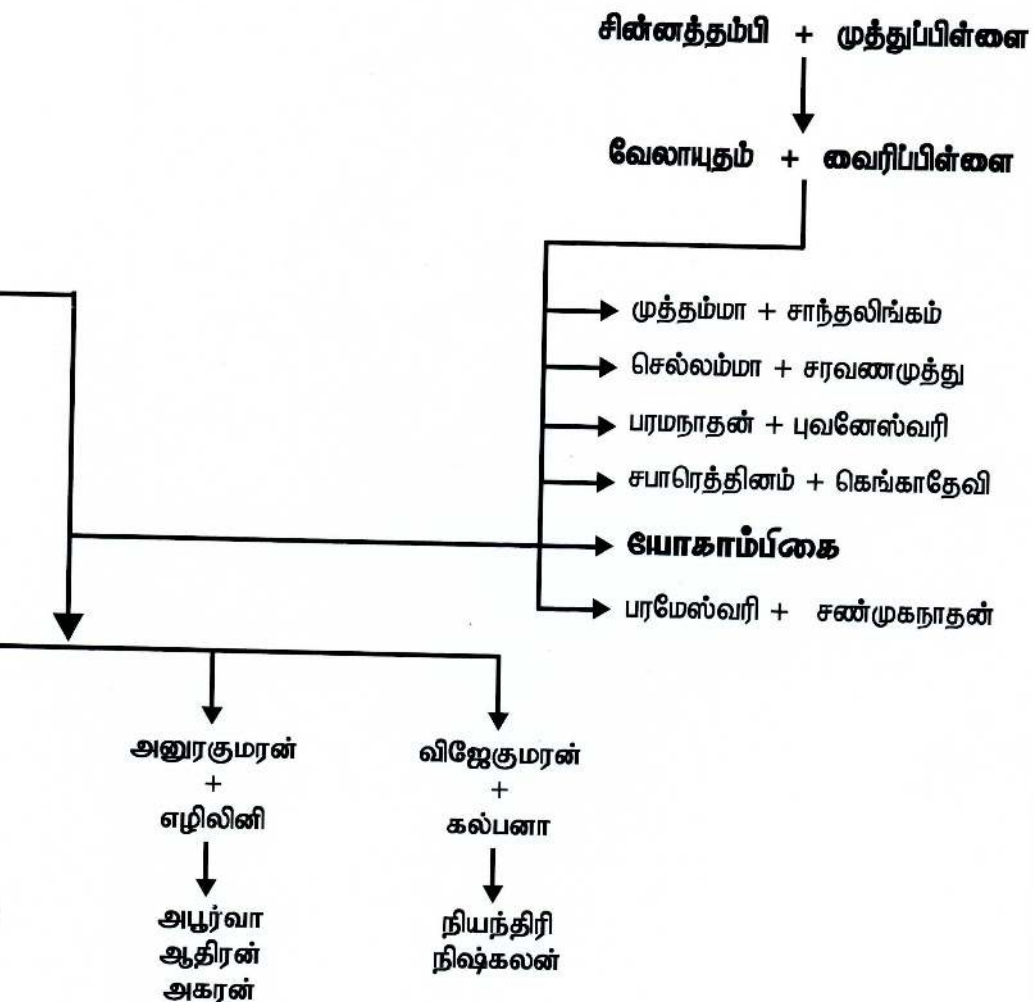 சின்னத்தம்பி + முத்துப்பிள்ளை
வேலாயுதம் + வைரிப்பிள்ளை
முத்தம்மா + சாந்தலிங்கம்
செல்லம்மா + சரவணமுத்து
பரமநாதன் + புவனேஸ்வரி
சபாரெத்தினம் + கெங்காதேவி
யோகாம்பிகை
பரமேஸ்வரி + சண்முகநாதன்
அனுரகுமரன்
+
எழிலினி
அபூர்வா
ஆதிரன்
அகரன்
விஜேகுமரன்
+
கல்பனா
நியந்திரி
நிஷ்கலன்